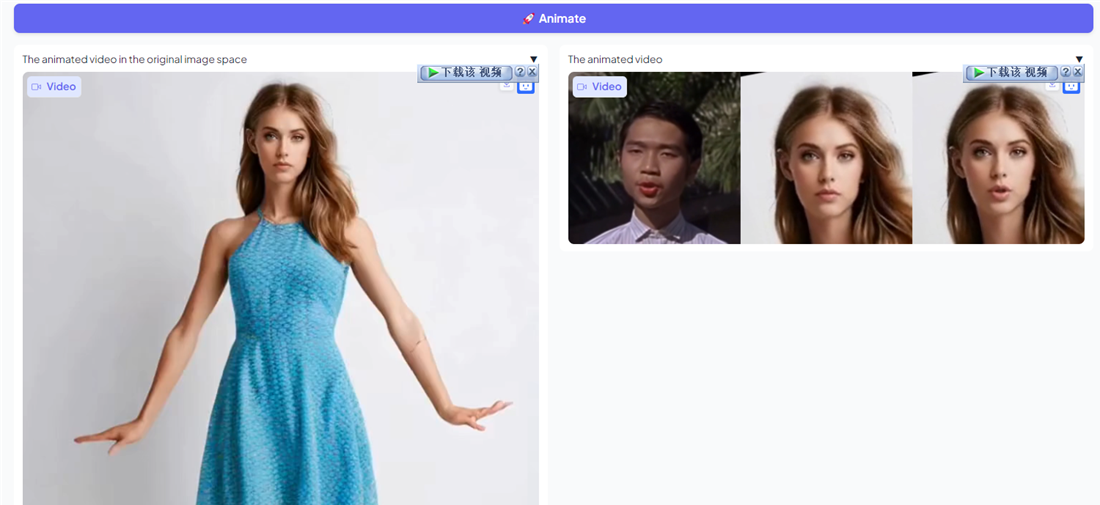 🚀 Animate
The animated video in the original image space ▼
下载该 视频 ? ×
Video
The animated video ▼
下载该 视频 ? ×
Video